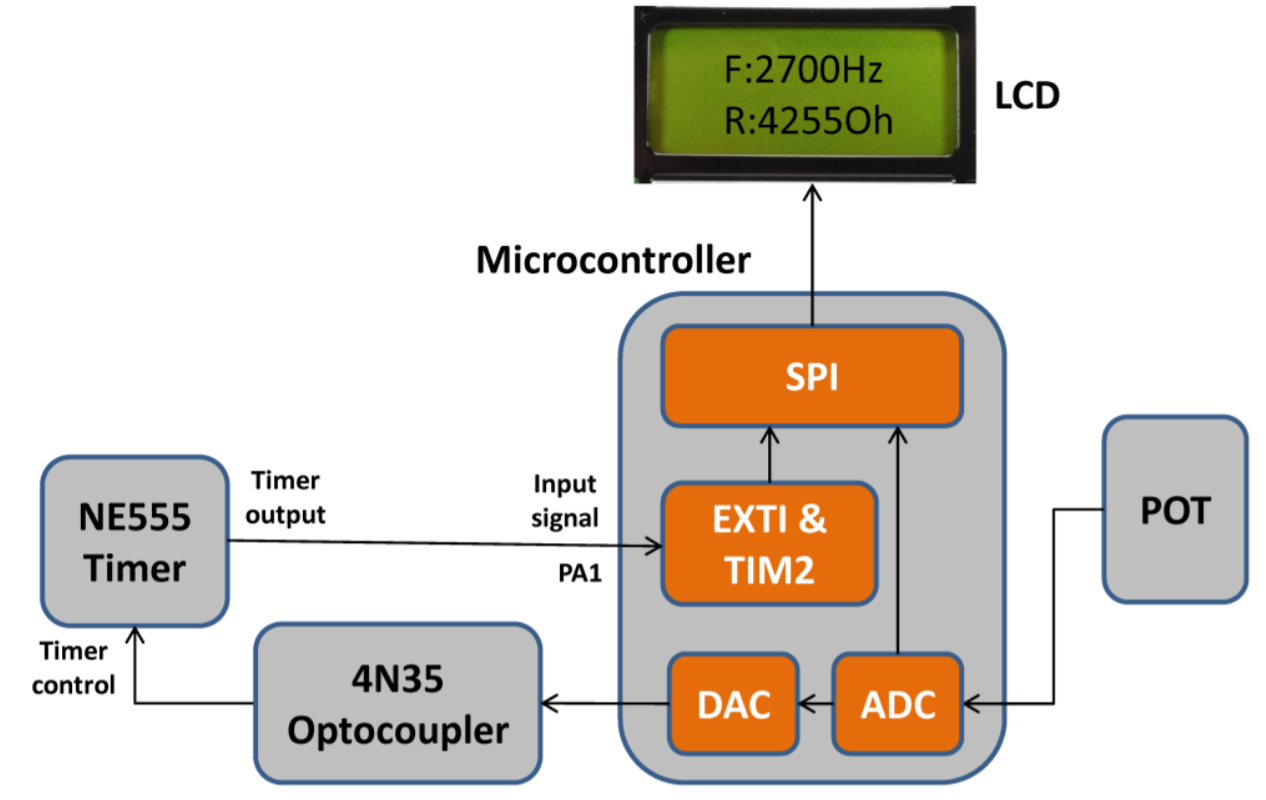 F:2700Hz
R:4255Oh
LCD
Microcontroller
SPI
NE555
Timer
Timer
output
Input
signal
PA1
EXTI &
TIM2
POT
Timer
control
4N35
Optocoupler
DAC
ADC